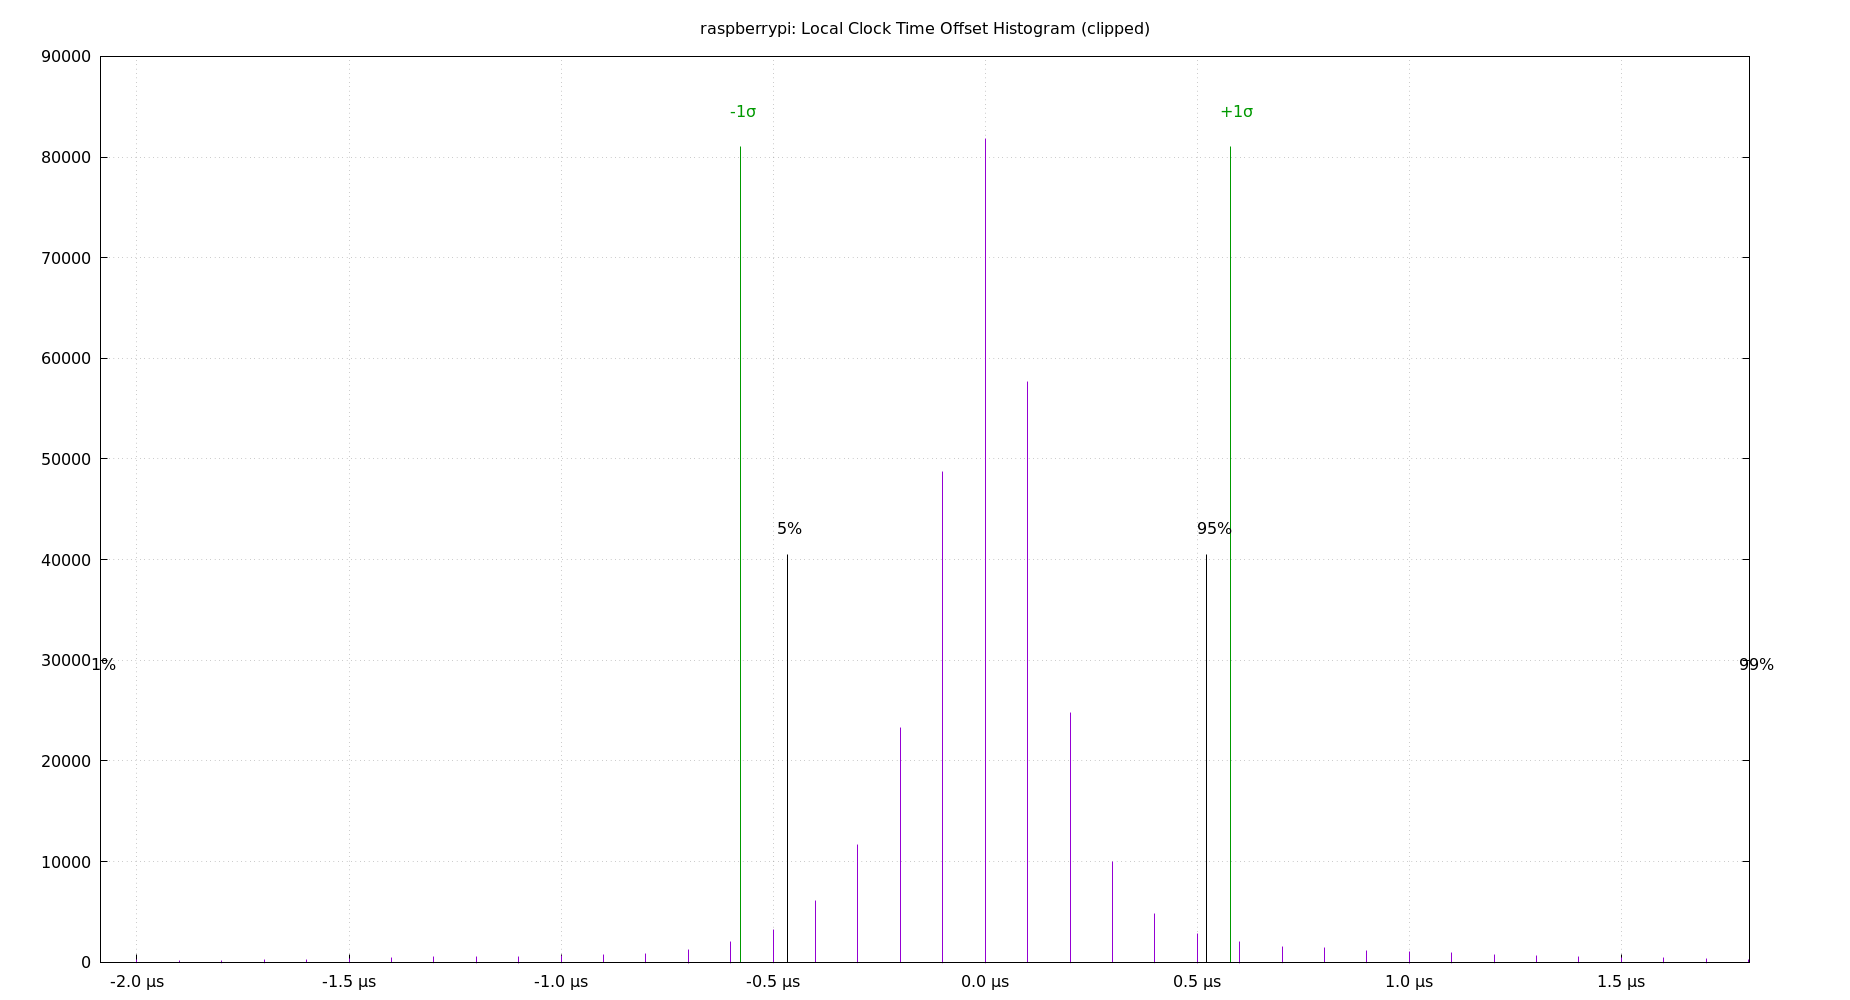 raspberrypi: Local Clock Time Offset Histogram (clipped)
90000
-1σ
+1σ
80000
70000
60000
50000
5%
95%
40000
30000
1%
99%
20000
10000
0
-2.0 µs
-1.5 µs
-1.0 µs
-0.5 µs
0.0 µs
0.5 µs
1.0 µs
1.5 µs